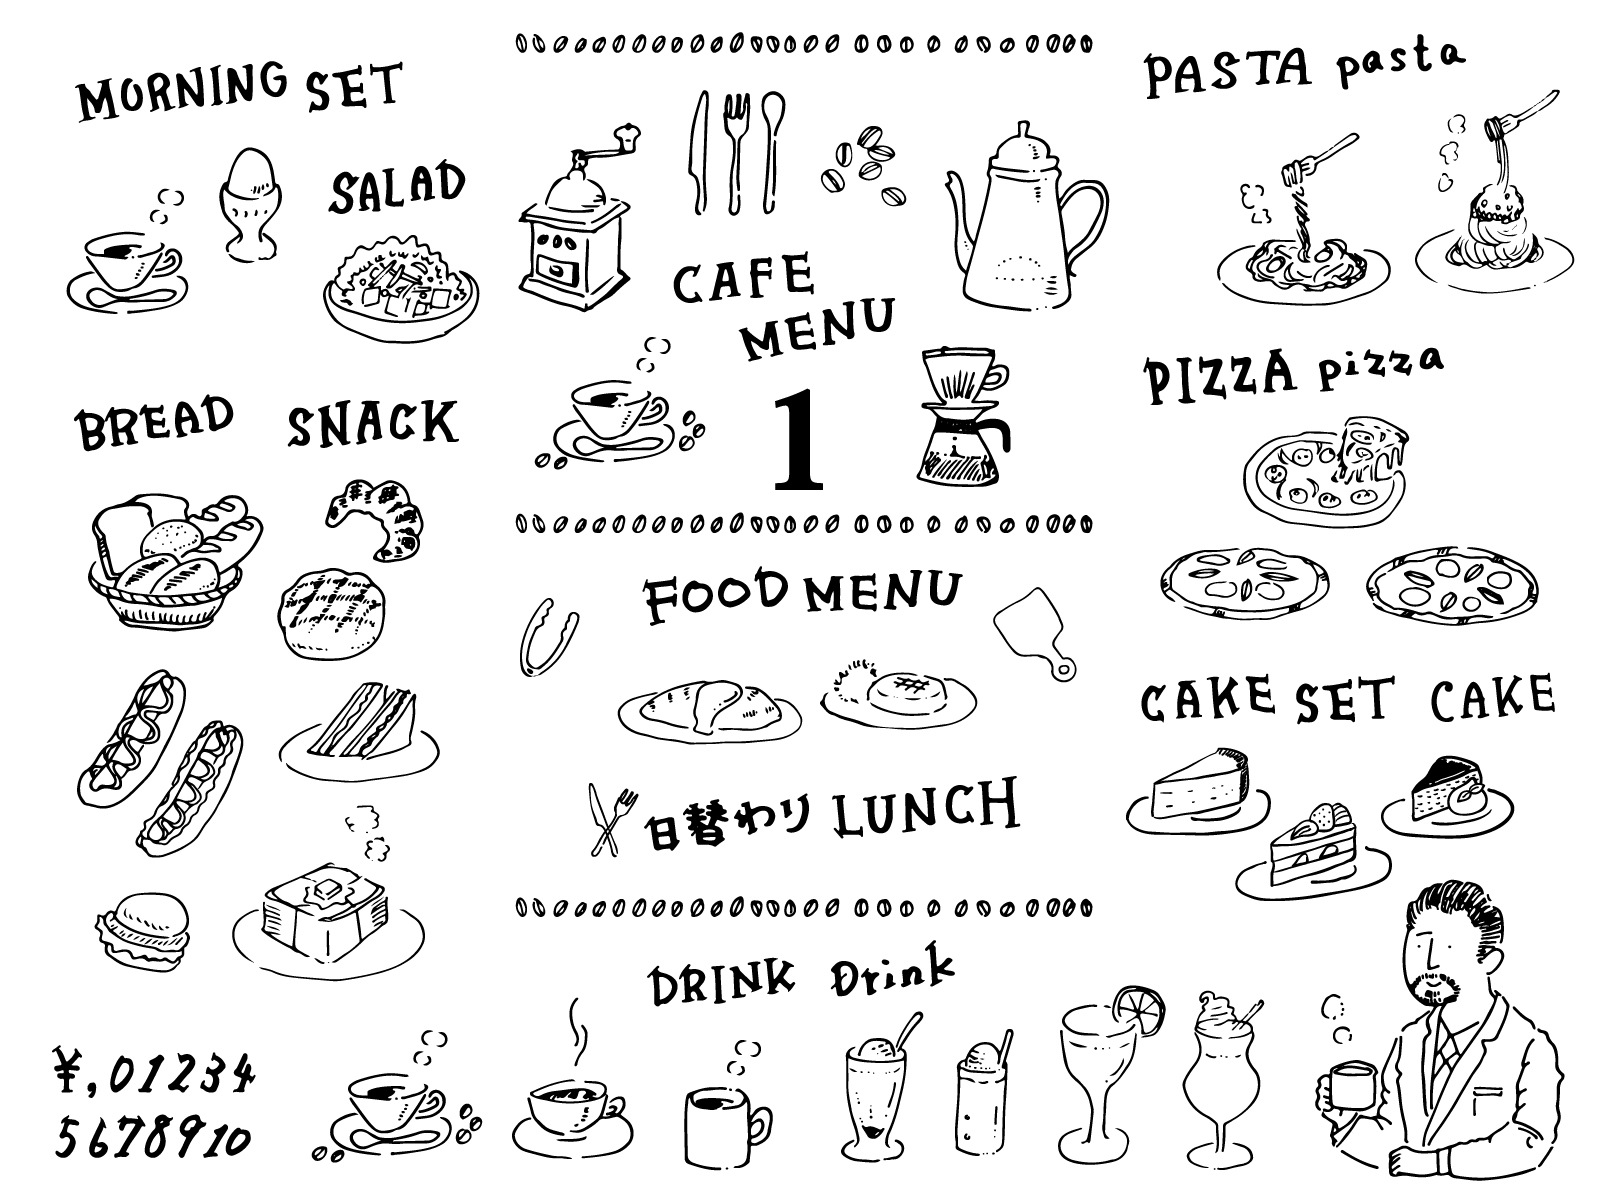 MORNING SET
SALAD
BREAD
SNACK
¥,01234
5678910
CAFE
MENU
1
FOOD MENU
日替わり LUNCH
DRINK Drink
PASTA pasta
PIZZA pizza
CAKE SET CAKE